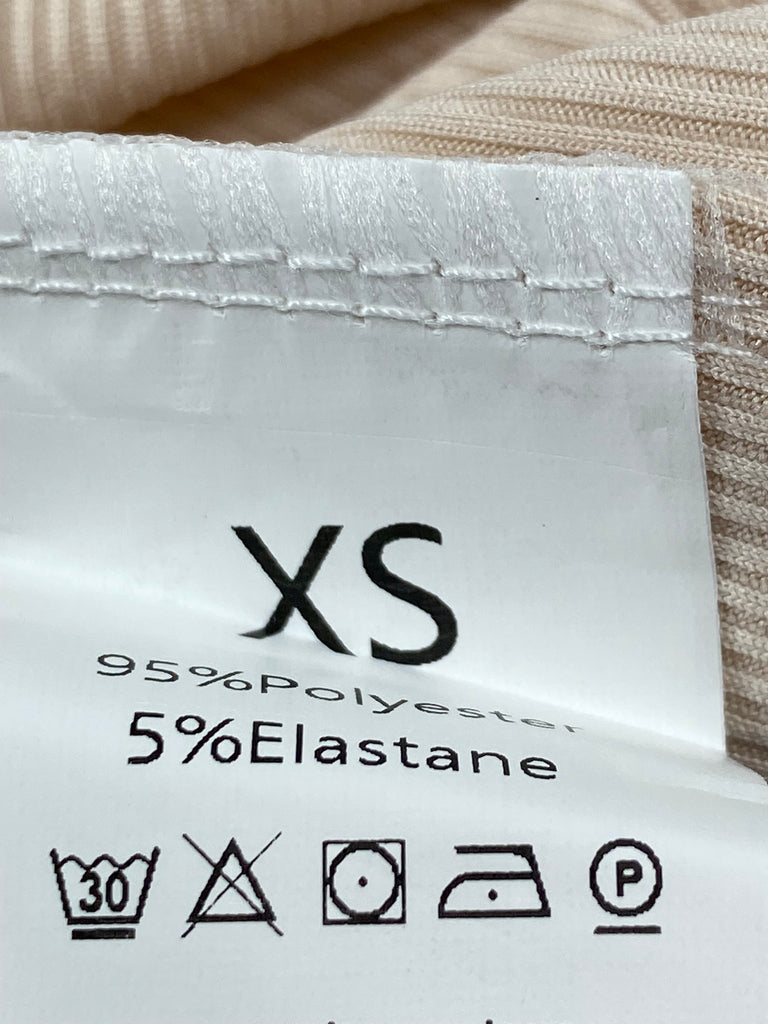 XS
95%Polyester
5%Elastane
30 P